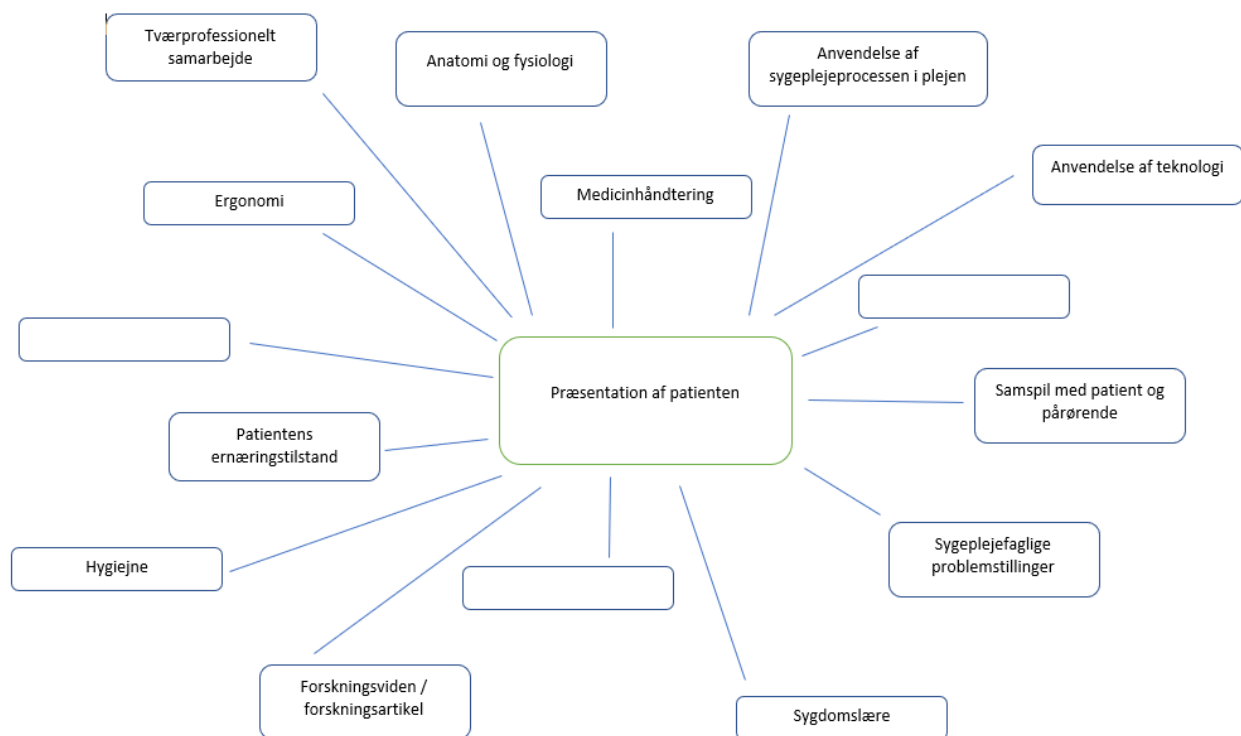 Tværprofessionelt
samarbejde
Anatomi og fysiologi
Anvendelse af
sygeplejeprocessen i plejen
Anvendelse af teknologi
Ergonomi
Medicinhåndtering
Præsentation af patienten
Samspil med patient og
pårørende
Patientens
ernæringstilstand
Hygiejne
Sygeplejefaglige
problemstillinger
Forskningsviden /
forskningsartikel
Sygdomslære